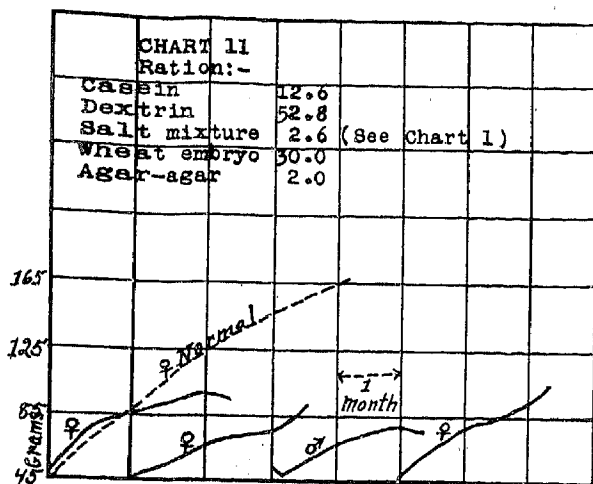 CHART 11
Ration:-
Casein 12.6
Dextrin 52.8
Salt mixture 2.6 (See Chart 1)
Wheat embryo 30.0
Agar-agar 2.0
165
♀ Normal
125
1
month
85
♀
♀
♂
♀
Grams
45